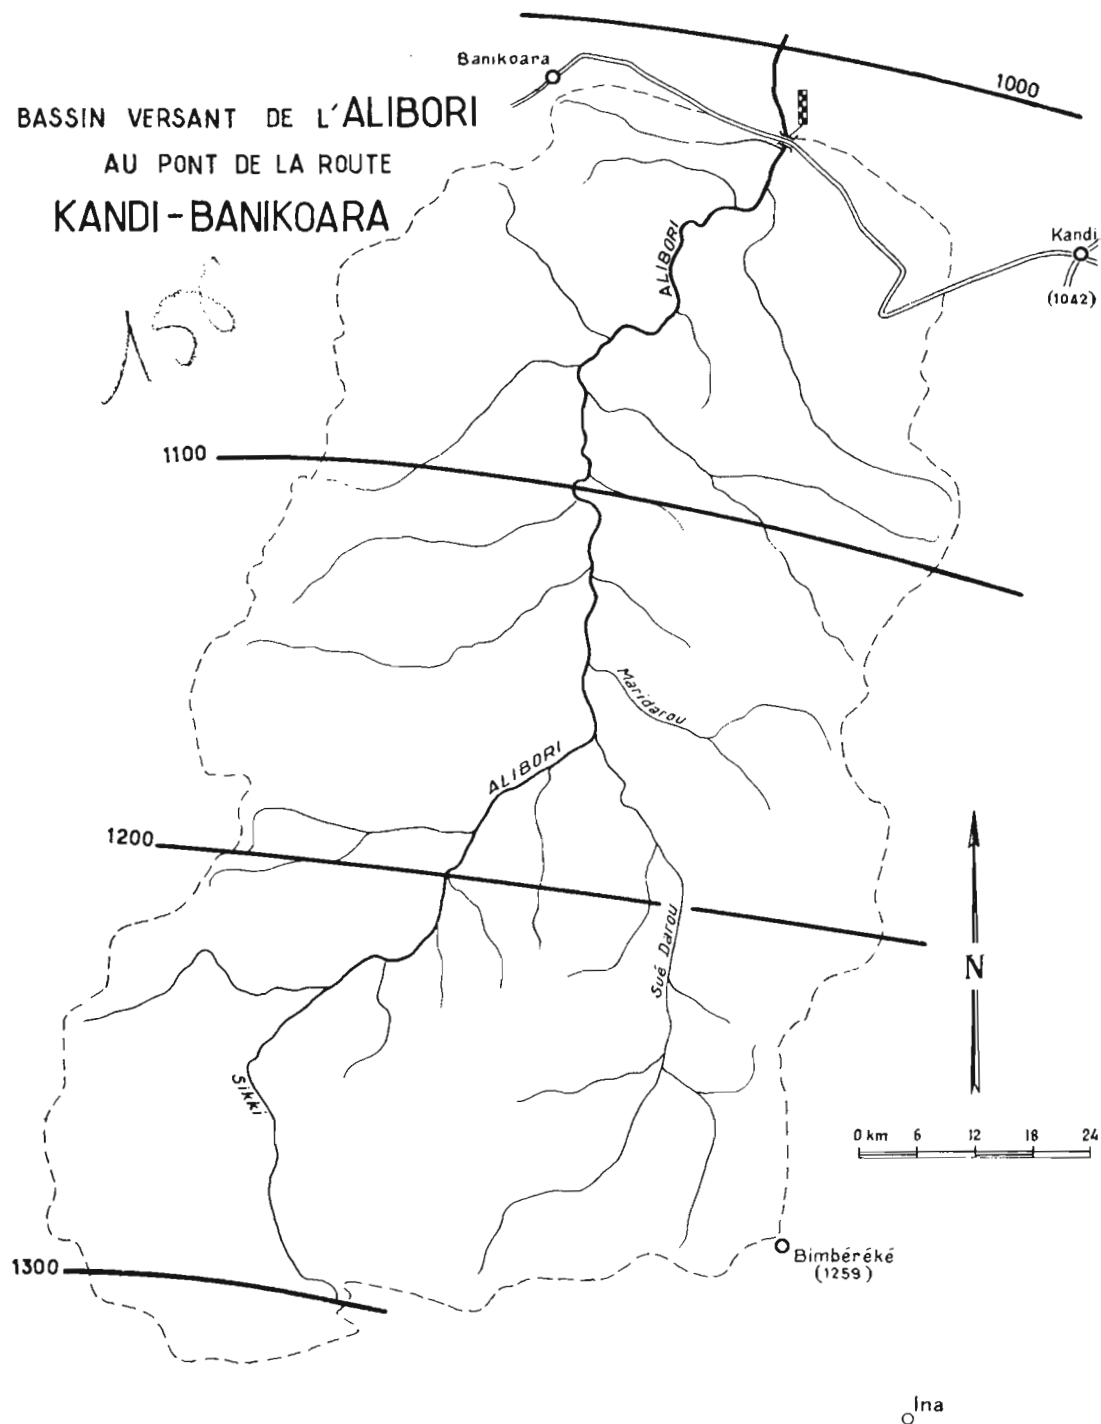 BASSIN VERSANT DE L'ALIBORI
AU PONT DE LA ROUTE
KANDI-BANIKOARA
Banikoara
1000
Kandi
(1042)
ALIBORI
1100
Maridarou
ALIBORI
1200
Sué Darou
N
Sikki
0 km 6 12 18 24
Bimbéréké
(1259)
1300
Ina